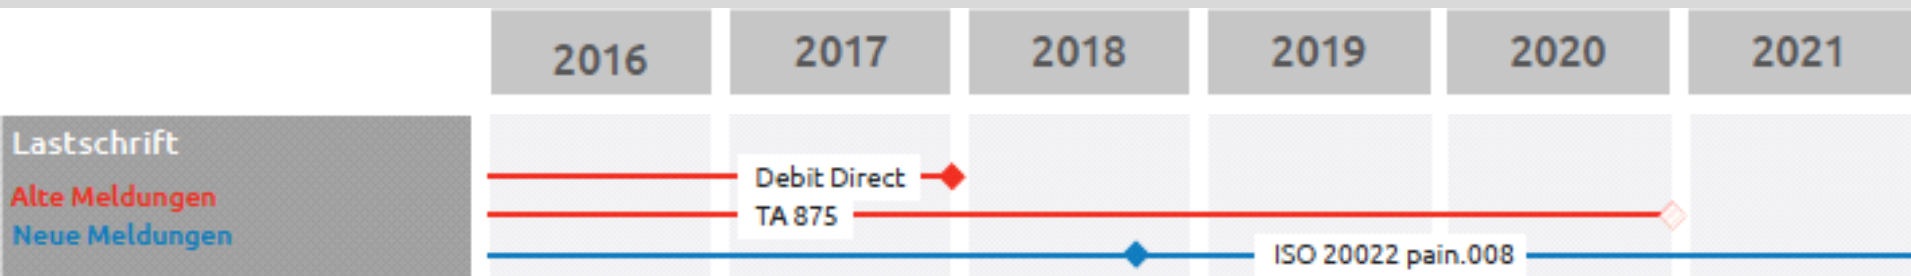 2016 2017 2018 2019 2020 2021
Lastschrift
Alte Meldungen
Neue Meldungen
Debit Direct
TA 875
ISO 20022 pain.008